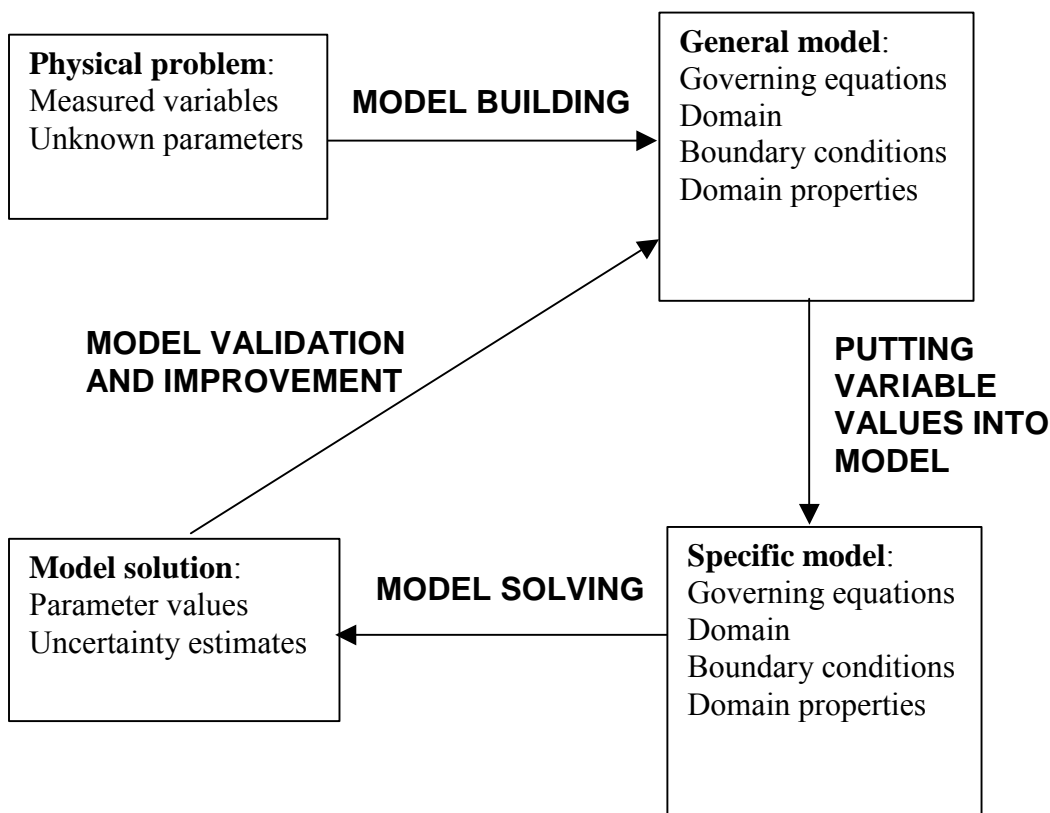 Physical problem:
Measured variables
Unknown parameters
MODEL BUILDING
General model:
Governing equations
Domain
Boundary conditions
Domain properties
MODEL VALIDATION
AND IMPROVEMENT
PUTTING
VARIABLE
VALUES INTO
MODEL
Model solution:
Parameter values
Uncertainty estimates
MODEL SOLVING
Specific model:
Governing equations
Domain
Boundary conditions
Domain properties